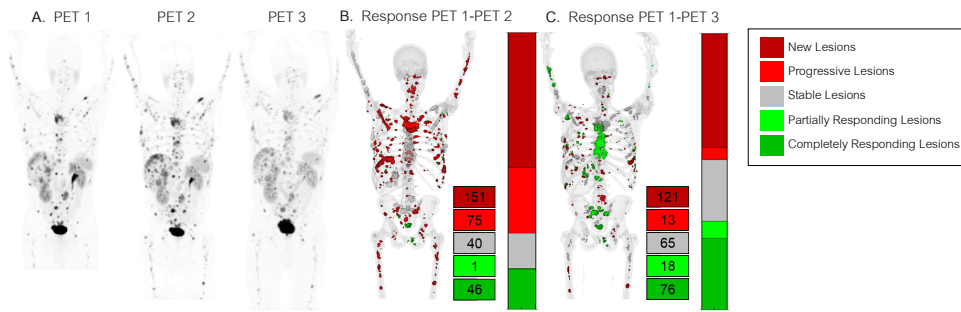 A. PET 1
PET 2
PET 3
B. Response PET 1-PET 2
C. Response PET 1-PET 3
151
75
40
1
46
121
13
65
18
76
New Lesions
Progressive Lesions
Stable Lesions
Partially Responding Lesions
Completely Responding Lesions